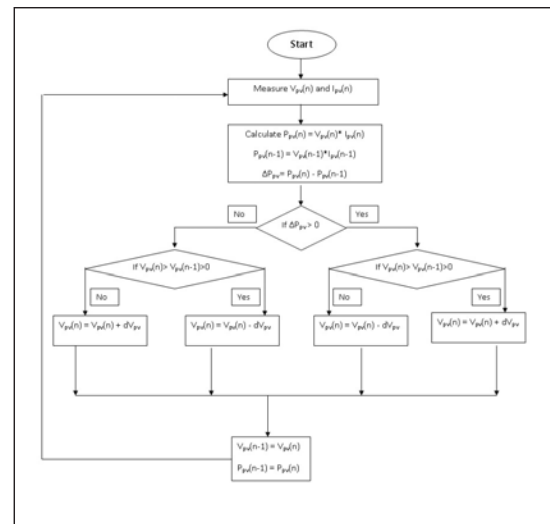 Start
Measure Vpv(n) and Ipv(n)
Calculate Ppv(n) = Vpv(n)* Ipv(n)
Ppv(n-1) = Vpv(n-1)*Ipv(n-1)
ΔPpv= Ppv(n) - Ppv(n-1)
No
If ΔPpv> 0
Yes
If Vpv(n)> Vpv(n-1)>0
If Vpv(n)> Vpv(n-1)>0
No
Yes
No
Yes
Vpv(n) = Vpv(n) + dVpv
Vpv(n) = Vpv(n) - dVpv
Vpv(n) = Vpv(n) - dVpv
Vpv(n) = Vpv(n) + dVpv
Vpv(n-1) = Vpv(n)
Ppv(n-1) = Ppv(n)